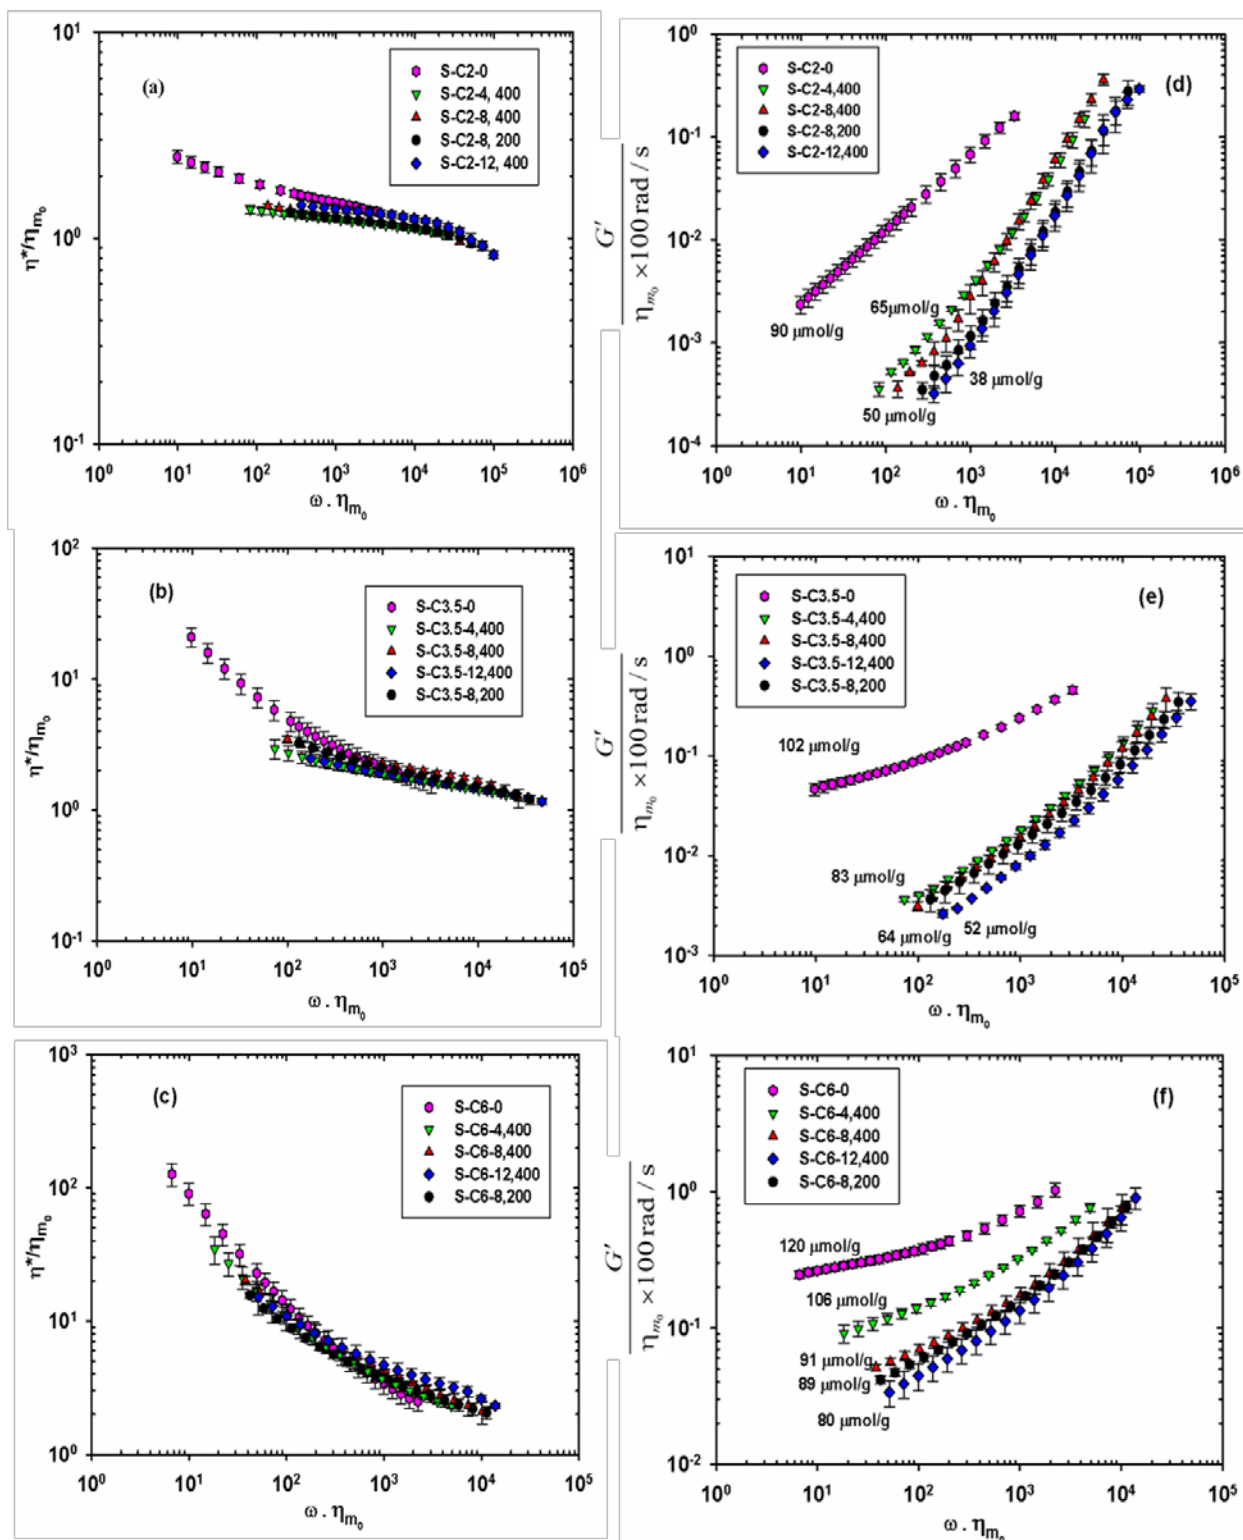 10¹
10⁰
10⁻¹
η*/ηm₀
(a)
S-C2-0
S-C2-4, 400
S-C2-8, 400
S-C2-8, 200
S-C2-12, 400
10⁰ 10¹ 10² 10³ 10⁴ 10⁵ 10⁶
ω . ηm₀
10⁰
10⁻¹
10⁻²
10⁻³
10⁻⁴
G′
ηm₀ ×100 rad / s
(d)
S-C2-0
S-C2-4,400
S-C2-8,400
S-C2-8,200
S-C2-12,400
90 µmol/g
65µmol/g
50 µmol/g
38 µmol/g
10⁰ 10¹ 10² 10³ 10⁴ 10⁵ 10⁶
ω . ηm₀
10²
10¹
10⁰
10⁻¹
η*/ηm₀
(b)
S-C3.5-0
S-C3.5-4,400
S-C3.5-8,400
S-C3.5-12,400
S-C3.5-8,200
10⁰ 10¹ 10² 10³ 10⁴ 10⁵
ω . ηm₀
10¹
10⁰
10⁻¹
10⁻²
10⁻³
G′
ηm₀ ×100 rad / s
(e)
S-C3.5-0
S-C3.5-4,400
S-C3.5-8,400
S-C3.5-12,400
S-C3.5-8,200
102 µmol/g
83 µmol/g
64 µmol/g
52 µmol/g
10⁰ 10¹ 10² 10³ 10⁴ 10⁵
ω . ηm₀
10³
10²
10¹
10⁰
η*/ηm₀
(c)
S-C6-0
S-C6-4,400
S-C6-8,400
S-C6-12,400
S-C6-8,200
10⁰ 10¹ 10² 10³ 10⁴ 10⁵
ω . ηm₀
10¹
10⁰
10⁻¹
10⁻²
G′
ηm₀ ×100 rad / s
(f)
S-C6-0
S-C6-4,400
S-C6-8,400
S-C6-12,400
S-C6-8,200
120 µmol/g
106 µmol/g
91 µmol/g
89 µmol/g
80 µmol/g
10⁰ 10¹ 10² 10³ 10⁴ 10⁵
ω . ηm₀